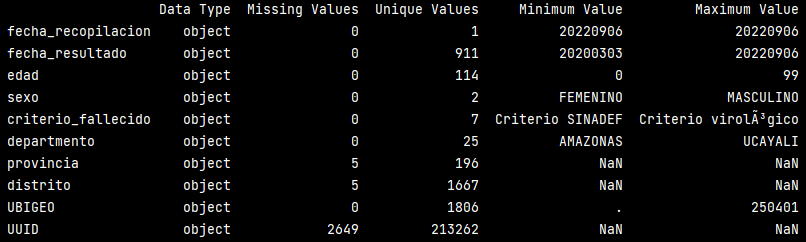 Data Type Missing Values Unique Values Minimum Value Maximum Value
fecha_recopilacion object 0 1 20220906 20220906
fecha_resultado object 0 911 20200303 20220906
edad object 0 114 0 99
sexo object 0 2 FEMENINO MASCULINO
criterio_fallecido object 0 7 Criterio SINADEF Criterio virolÃ³gico
departmento object 0 25 AMAZONAS UCAYALI
provincia object 5 196 NaN NaN
distrito object 5 1667 NaN NaN
UBIGEO object 0 1806 . 250401
UUID object 2649 213262 NaN NaN